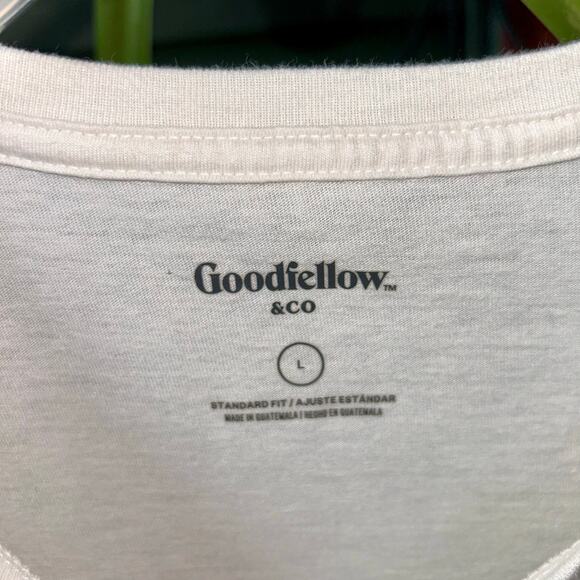 Goodfellow™
&CO
L
STANDARD FIT / AJUSTE ESTÁNDAR
MADE IN GUATEMALA | HECHO EN GUATEMALA